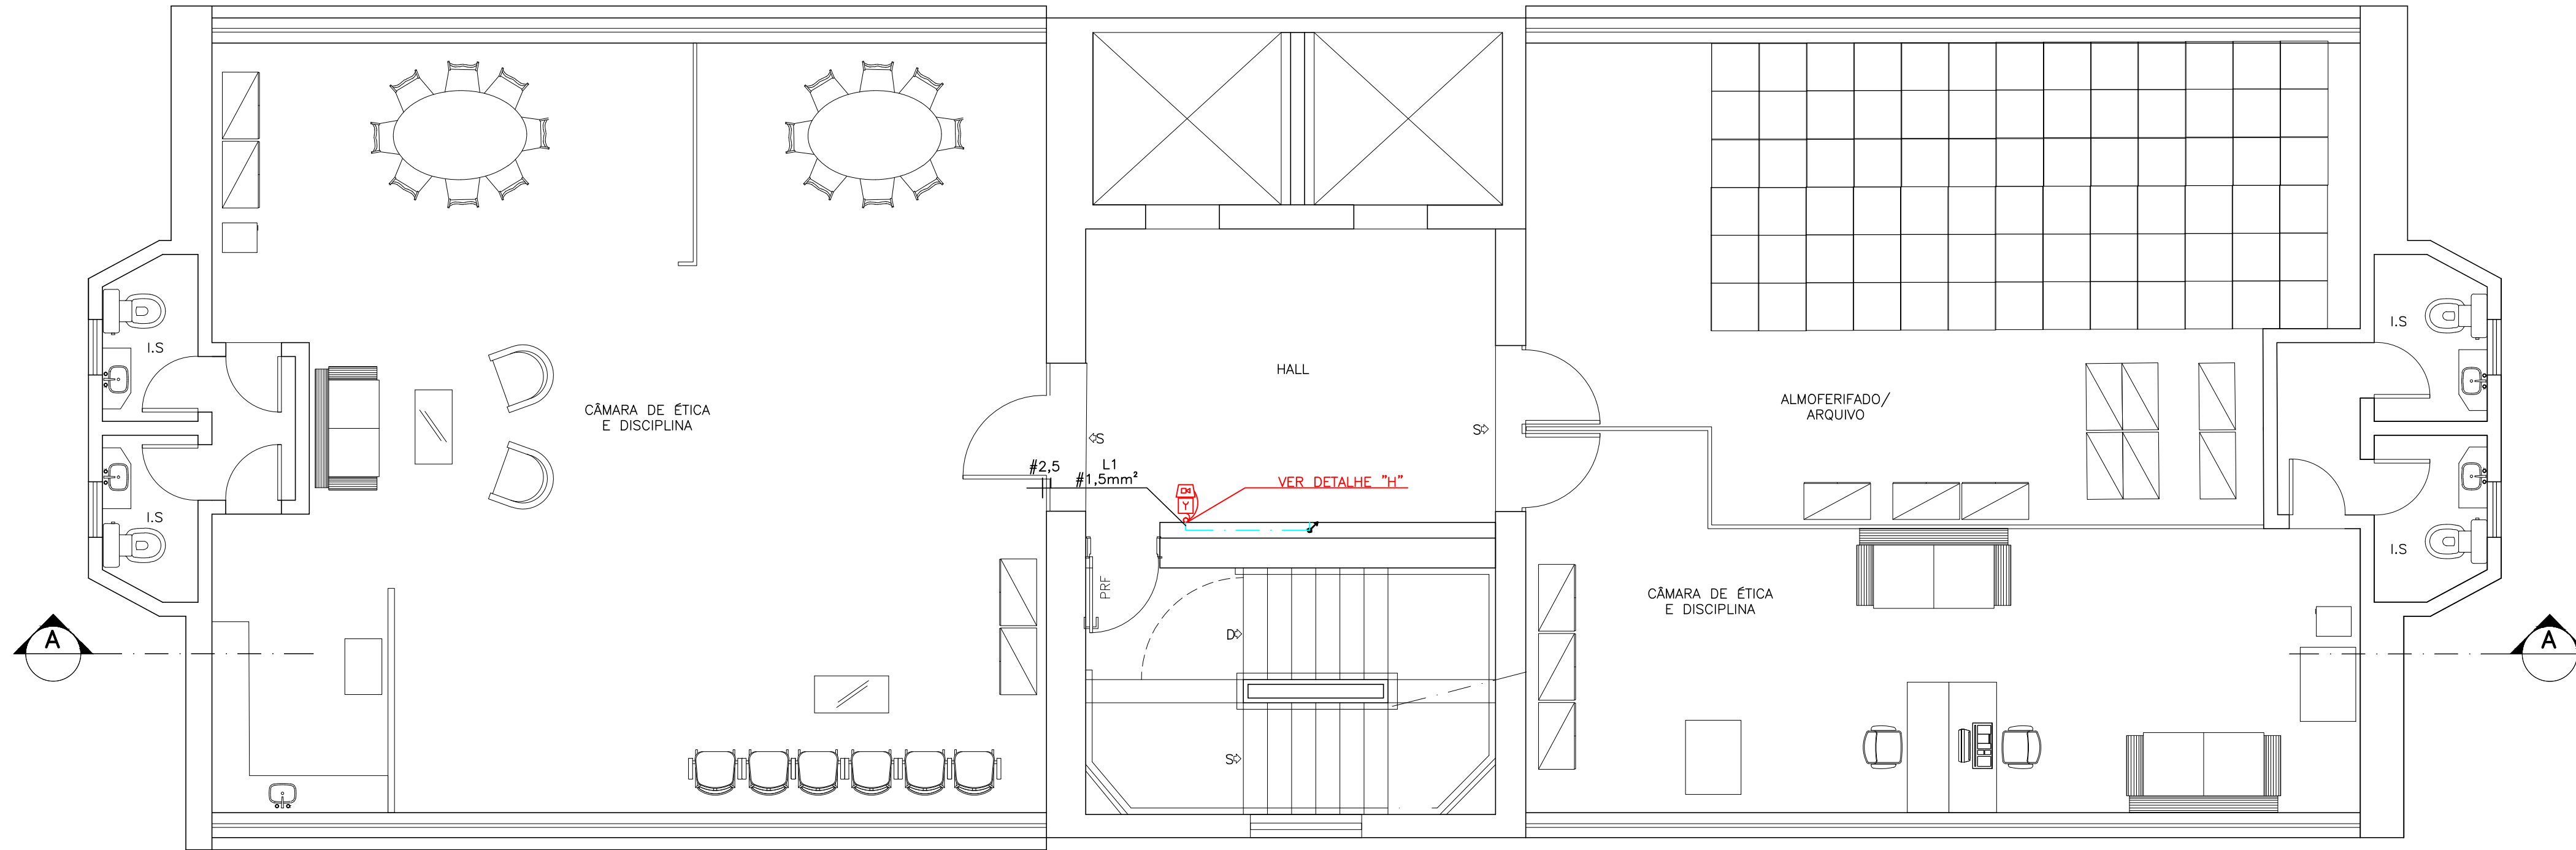 I.S
I.S
CÂMARA DE ÉTICA
E DISCIPLINA
HALL
S
S
#2,5
L1
#1,5mm²
VER DETALHE "H"
Y
PRF
D
S
ALMOFERIFADO/
ARQUIVO
I.S
I.S
CÂMARA DE ÉTICA
E DISCIPLINA
A
A